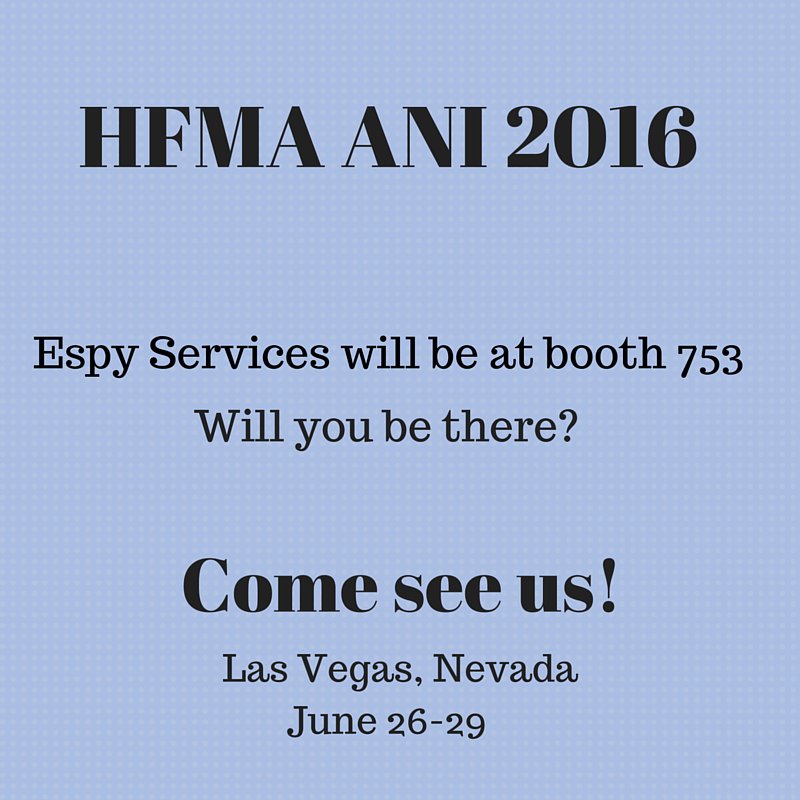 HFMA ANI 2016
Espy Services will be at booth 753
Will you be there?
Come see us!
Las Vegas, Nevada
June 26-29